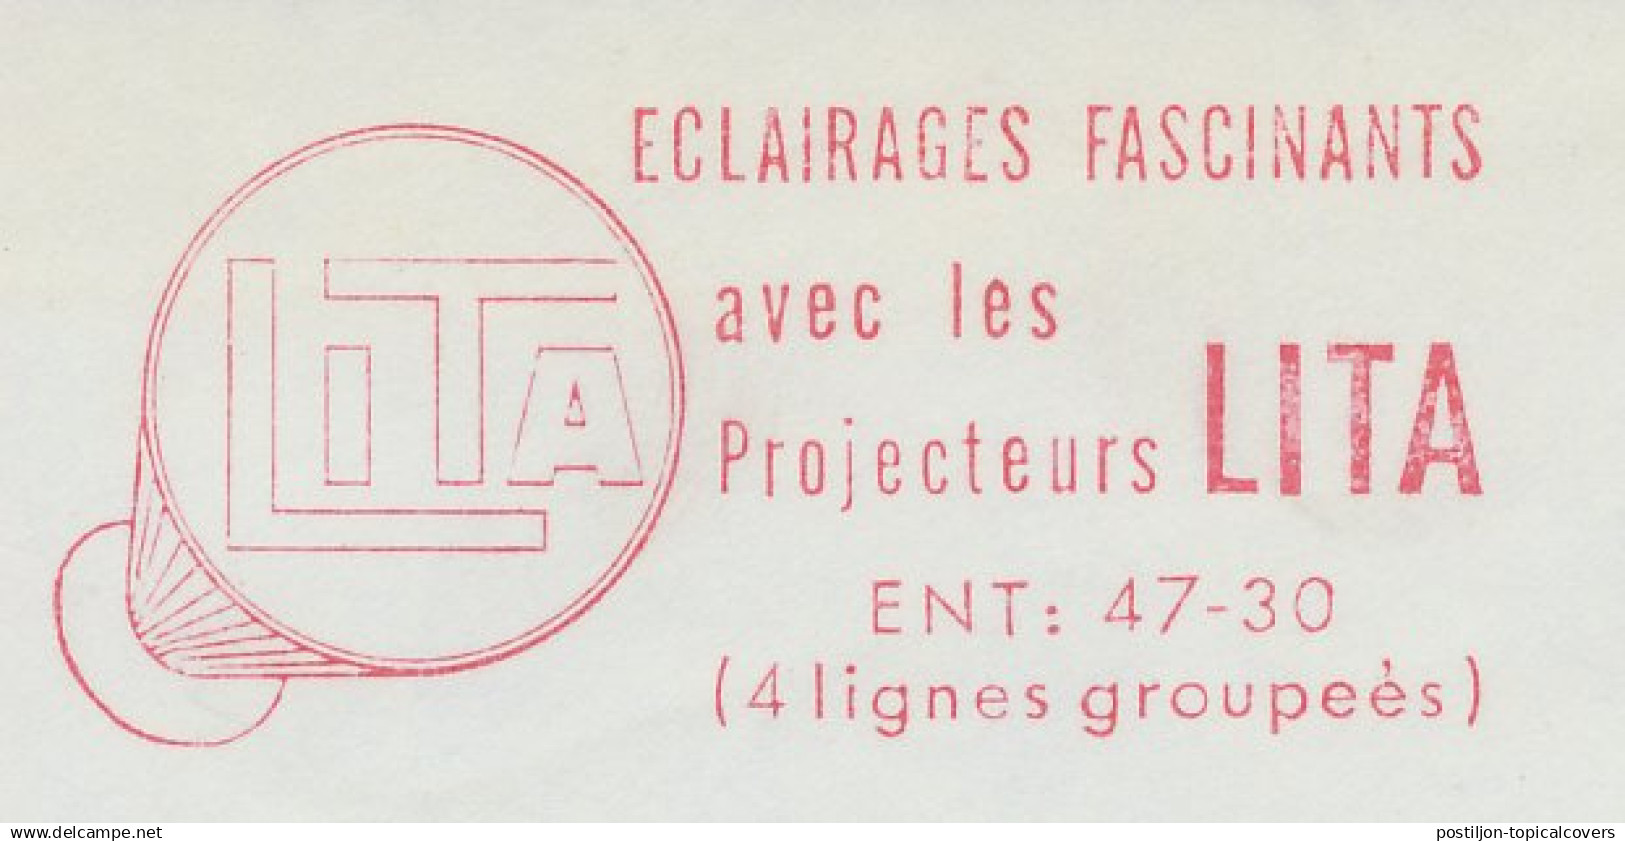 ECLAIRAGES FASCINANTS
LITA
avec les
Projecteurs LITA
ENT: 47-30
(4 lignes groupeés)
www.delcampe.net
postiljon-topicalcovers